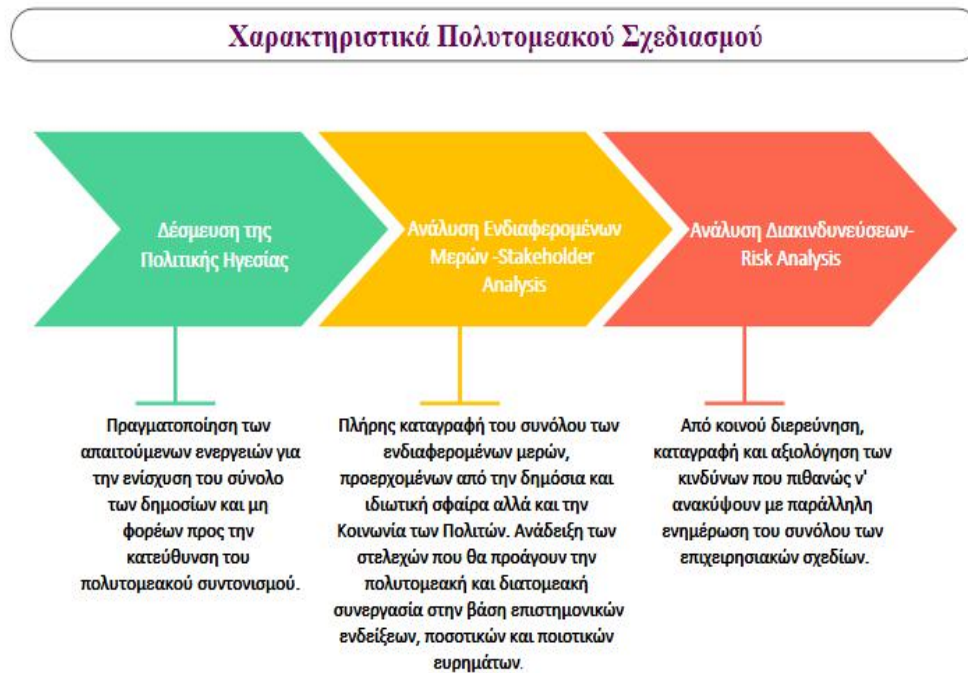 Χαρακτηριστικά Πολυτομεακού Σχεδιασμού
Δέσμευση της
Πολιτικής Ηγεσίας
Ανάλυση Ενδιαφερομένων
Μερών -Stakeholder
Analysis
Ανάλυση Διακινδυνεύσεων-
Risk Analysis
Πραγματοποίηση των
απαιτούμενων ενεργειών για
την ενίσχυση του σύνολο
των δημοσίων και μη
φορέων προς την
κατεύθυνση του
πολυτομεακού συντονισμού.
Πλήρης καταγραφή του συνόλου των
ενδιαφερομένων μερών,
προερχομένων από την δημόσια και
ιδιωτική σφαίρα αλλά και την
Κοινωνία των Πολιτών. Ανάδειξη των
στελεχών που θα προάγουν την
πολυτομεακή και διατομεακή
συνεργασία στην βάση επιστημονικών
ενδείξεων, ποσοτικών και ποιοτικών
ευρημάτων.
Από κοινού διερεύνηση,
καταγραφή και αξιολόγηση των
κινδύνων που πιθανώς ν'
ανακύψουν με παράλληλη
ενημέρωση του συνόλου των
επιχειρησιακών σχεδίων.